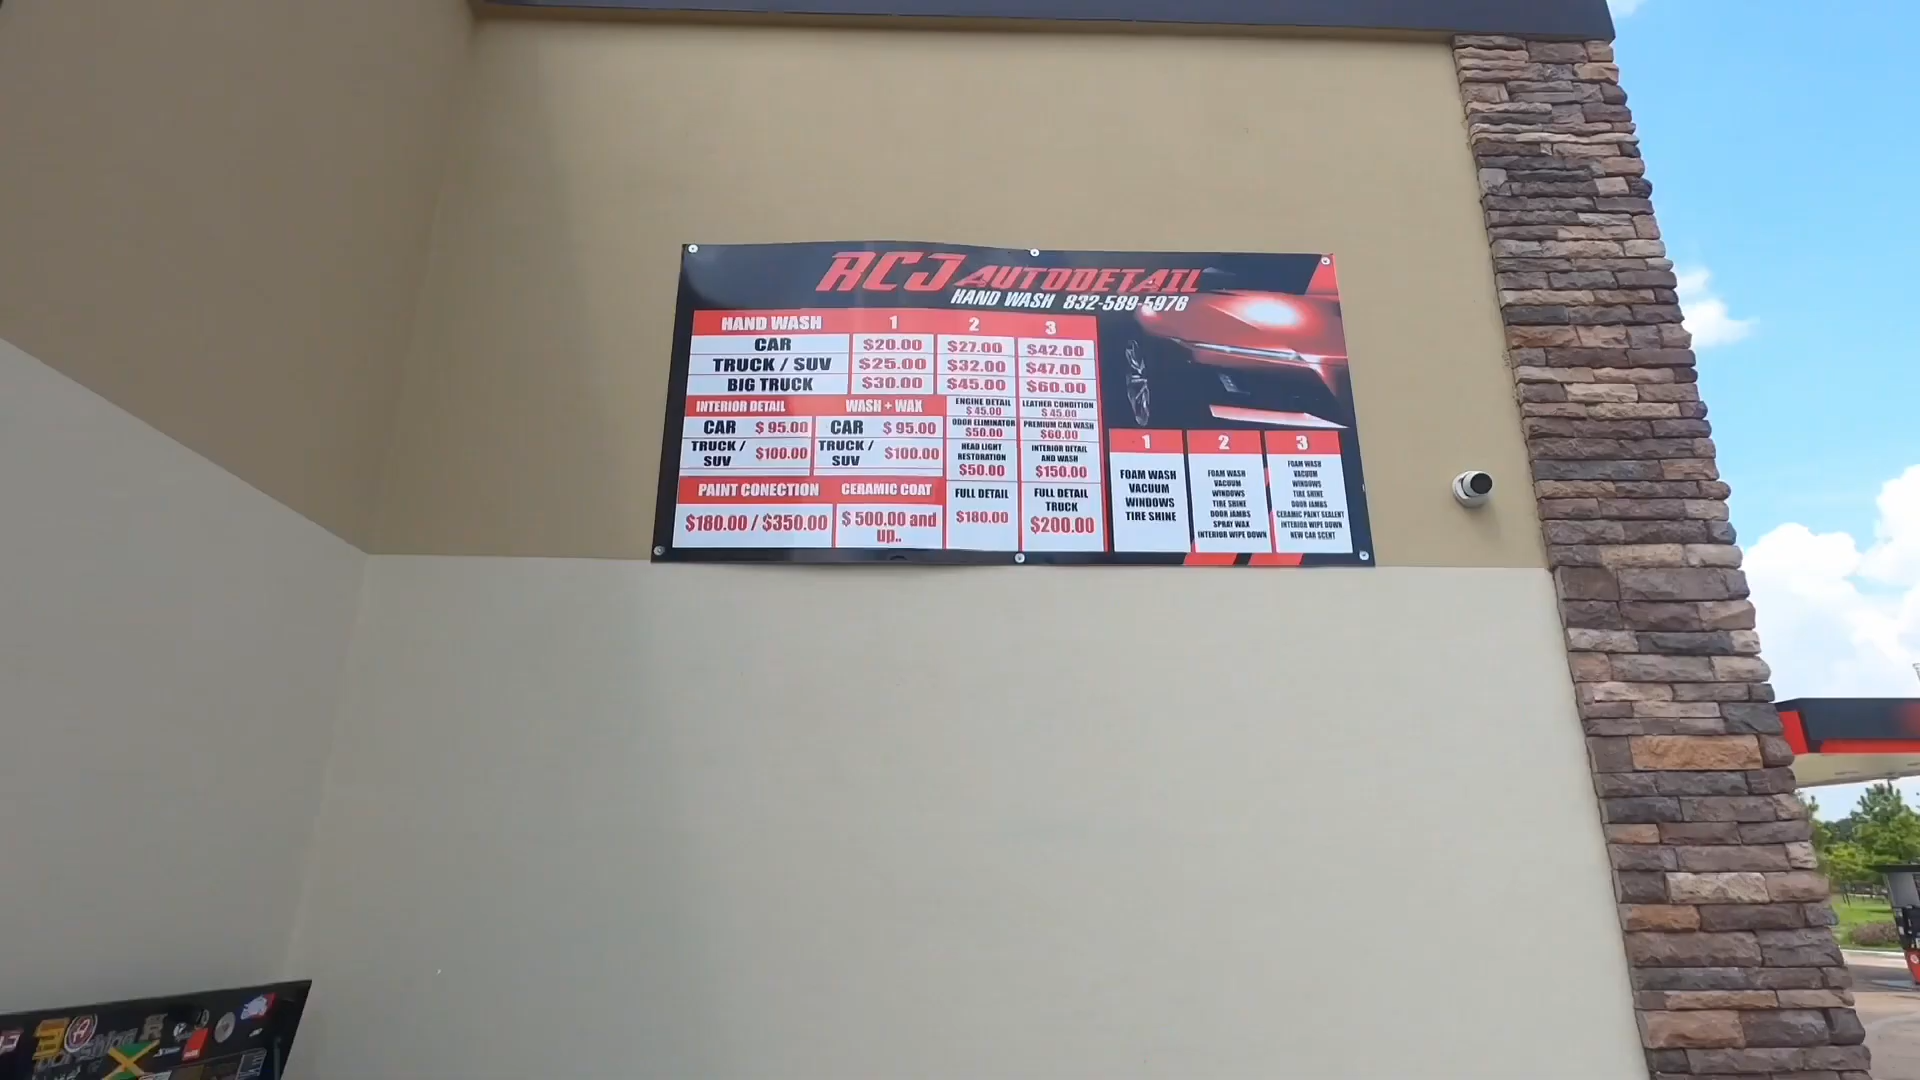 RCJ AUTODETAIL
HAND WASH 832-589-5976
HAND WASH 1 2 3
CAR $20.00 $27.00 $42.00
TRUCK / SUV $25.00 $32.00 $47.00
BIG TRUCK $30.00 $45.00 $60.00
INTERIOR DETAIL
CAR $95.00
TRUCK / SUV $100.00
WASH + WAX
CAR $95.00
TRUCK / SUV $100.00
ENGINE DETAIL
$45.00
ODOR ELIMINATOR
$50.00
HEAD LIGHT
RESTORATION
$50.00
LEATHER CONDITION
$45.00
PREMIUM CAR WASH
$60.00
INTERIOR DETAIL
AND WASH
$150.00
PAINT CONECTION
$180.00 / $350.00
CERAMIC COAT
$500.00 and
up..
FULL DETAIL
$180.00
FULL DETAIL
TRUCK
$200.00
1
FOAM WASH
VACUUM
WINDOWS
TIRE SHINE
2
FOAM WASH
VACUUM
WINDOWS
TIRE SHINE
DOOR JAMBS
SPRAY WAX
INTERIOR WIPE DOWN
3
FOAM WASH
VACUUM
WINDOWS
TIRE SHINE
DOOR JAMBS
CERAMIC PAINT SEALENT
INTERIOR WIPE DOWN
NEW CAR SCENT